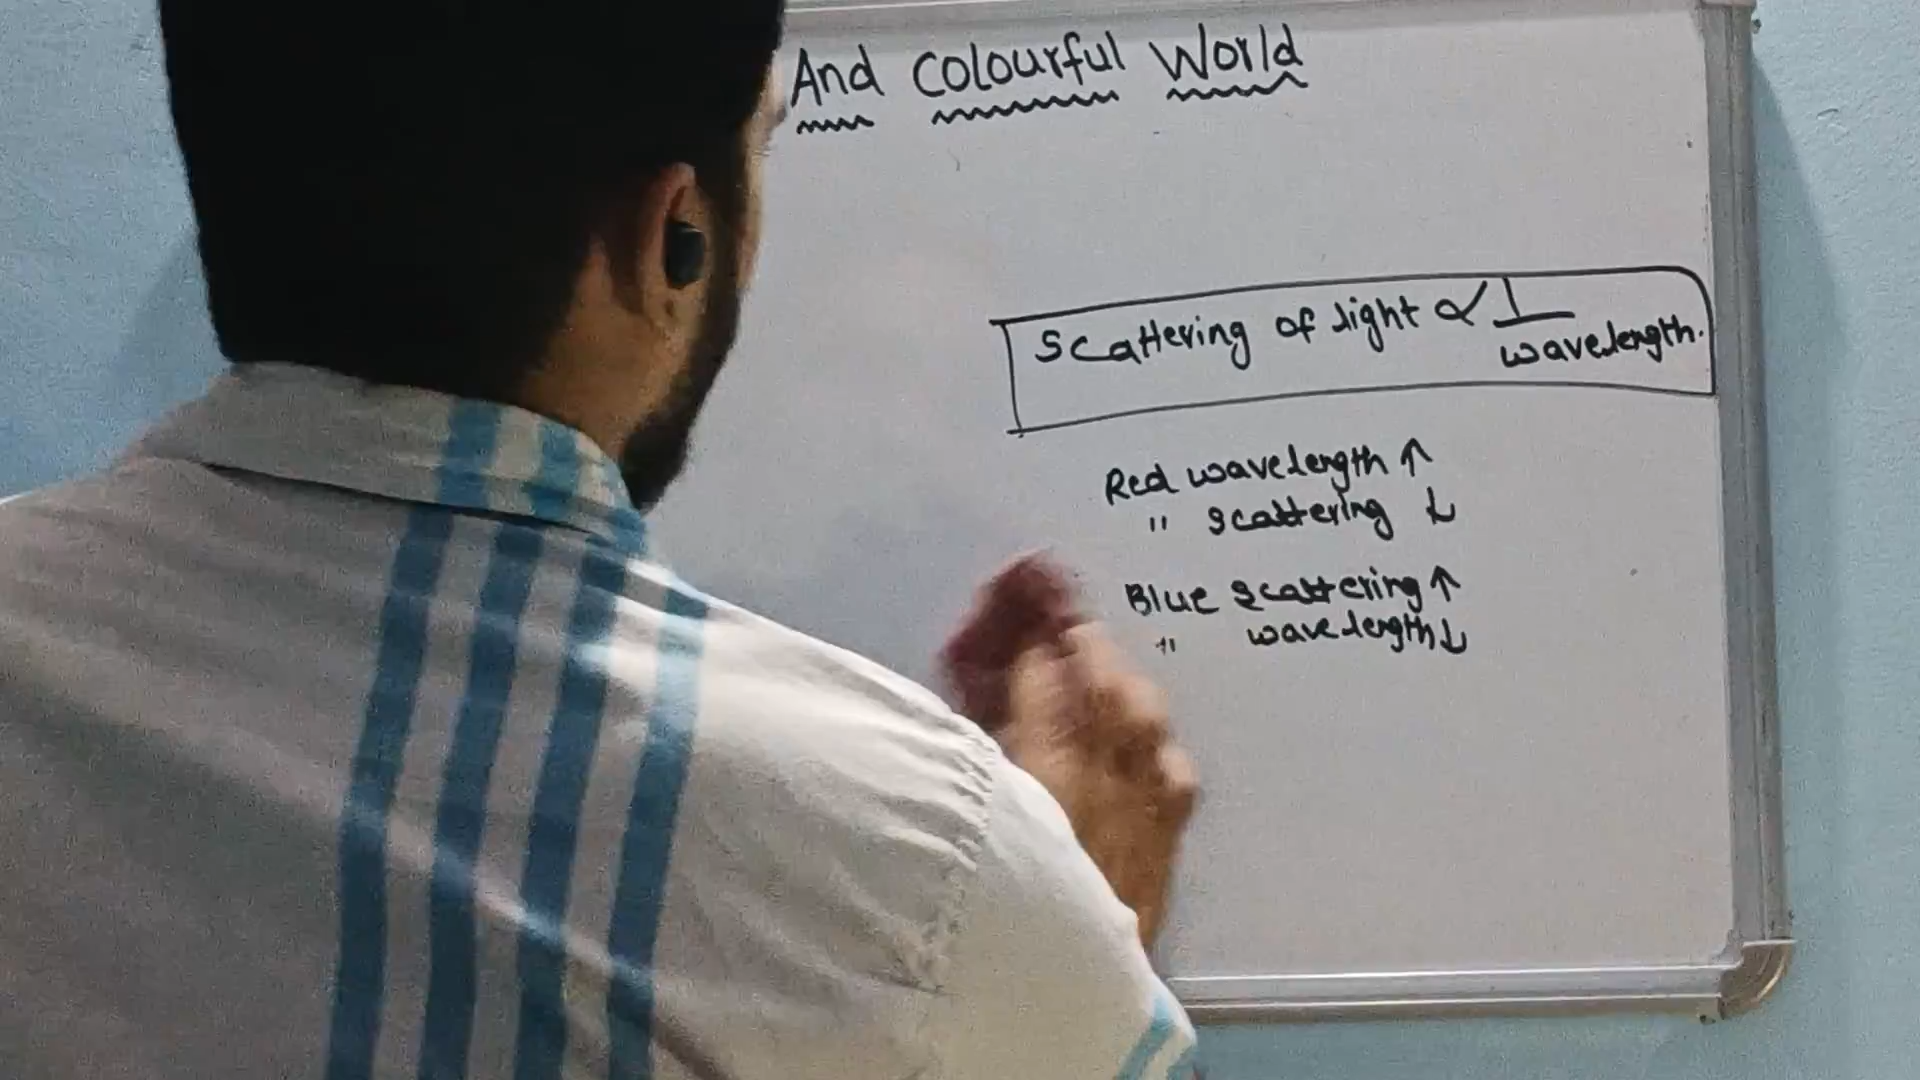 And Colourful World
Scattering of light ∝ 1
wavelength.
Red wavelength ↑
" scattering ↓
Blue scattering ↑
" wavelength ↓